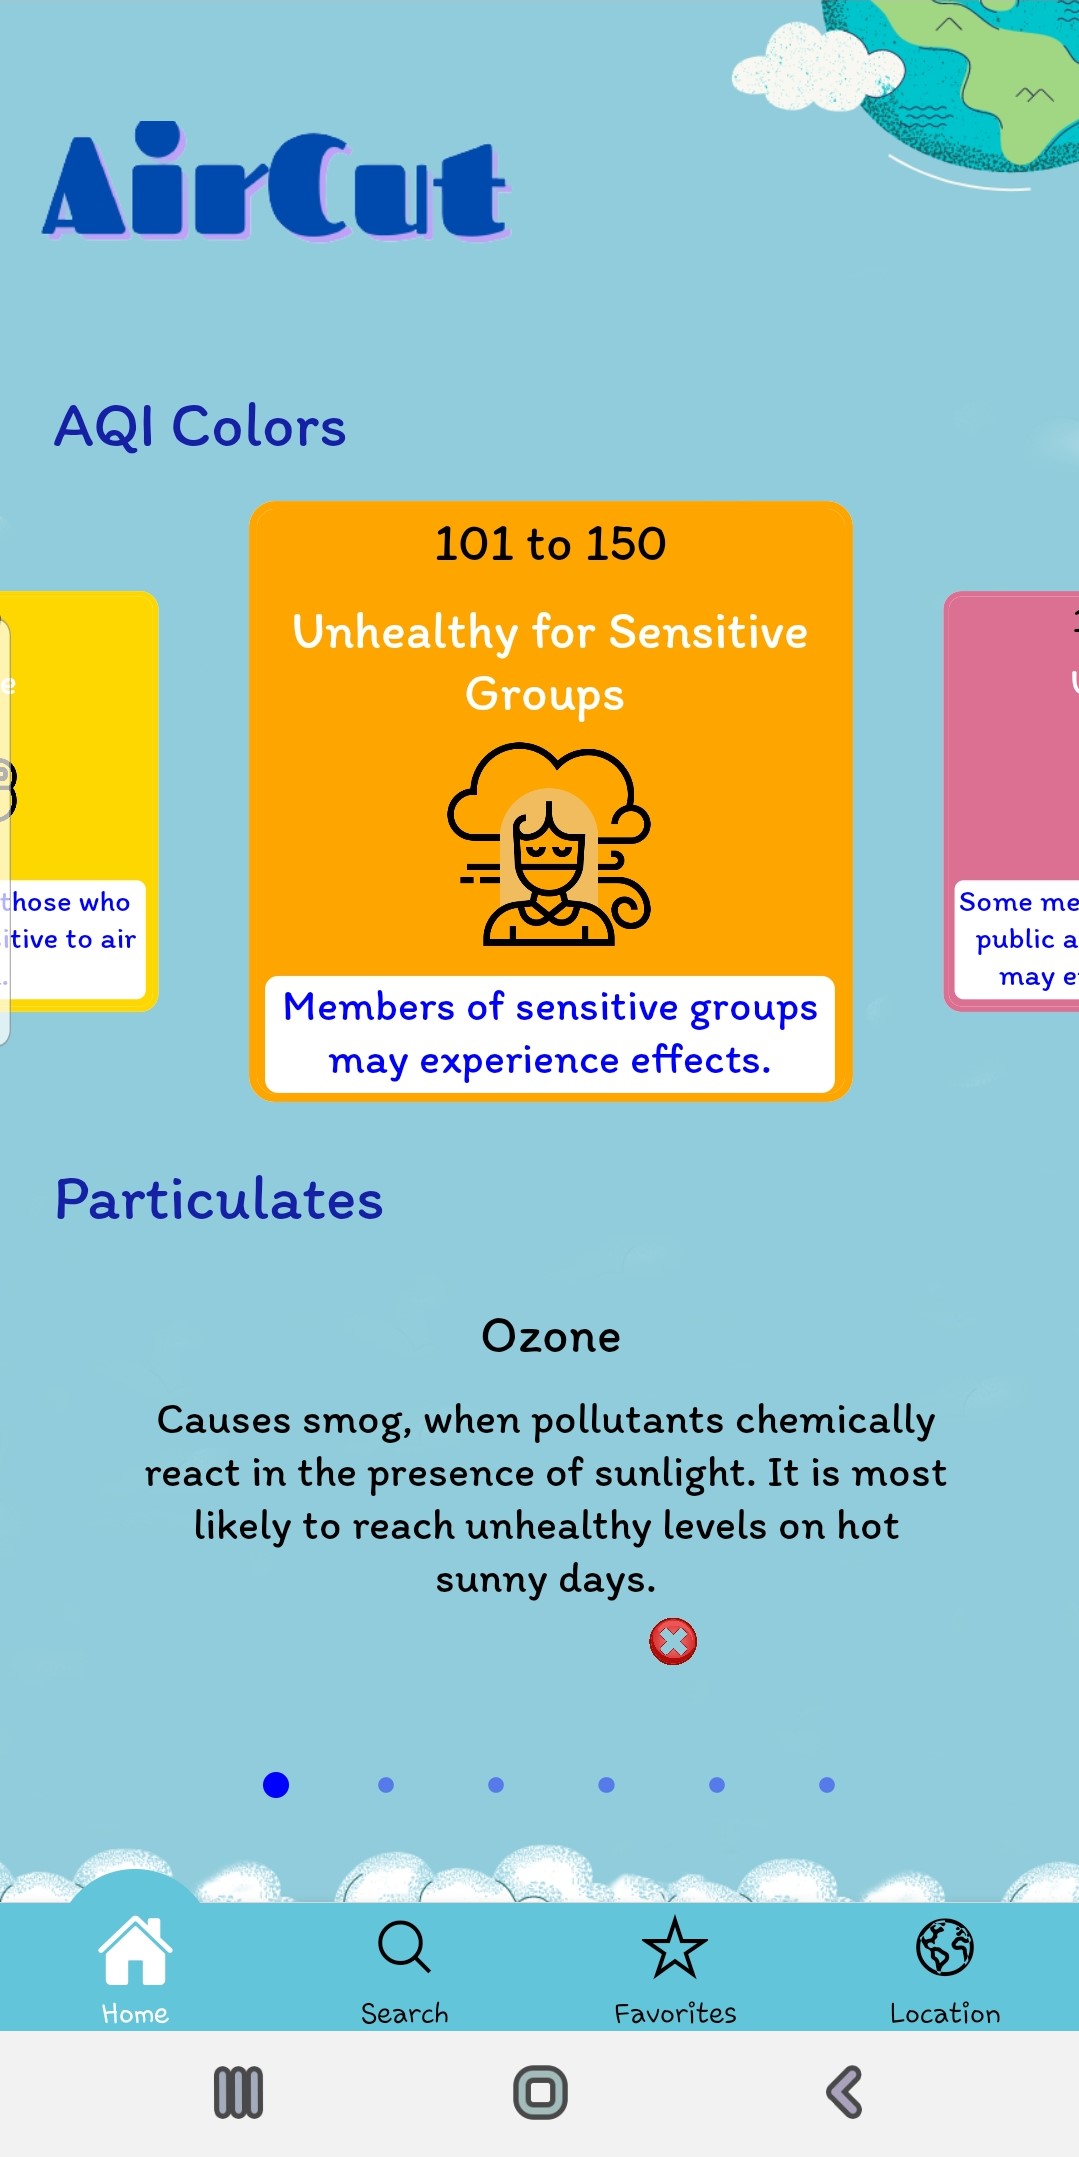 AirCut
AQI Colors
101 to 150
Unhealthy for Sensitive
Groups
Members of sensitive groups
may experience effects.
those who
itive to air
Some me
public a
may e
Particulates
Ozone
Causes smog, when pollutants chemically
react in the presence of sunlight. It is most
likely to reach unhealthy levels on hot
sunny days.
Home
Search
Favorites
Location